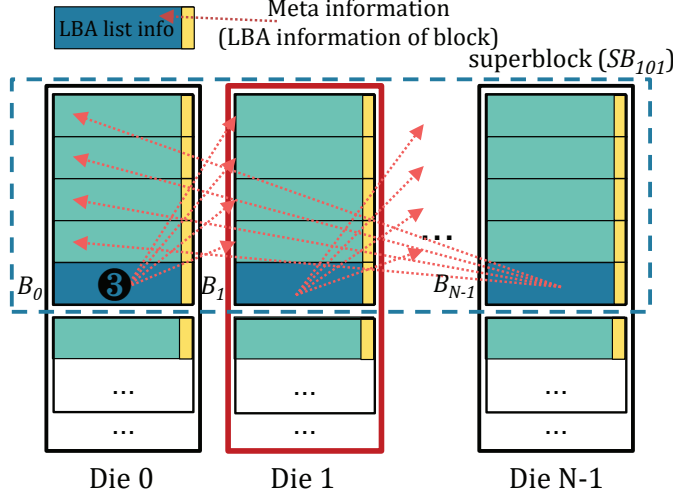 Meta information
LBA list info
(LBA information of block)
superblock (SB101)
...
B0
3
B1
BN-1
... ... ...
... ... ...
Die 0 Die 1 Die N-1